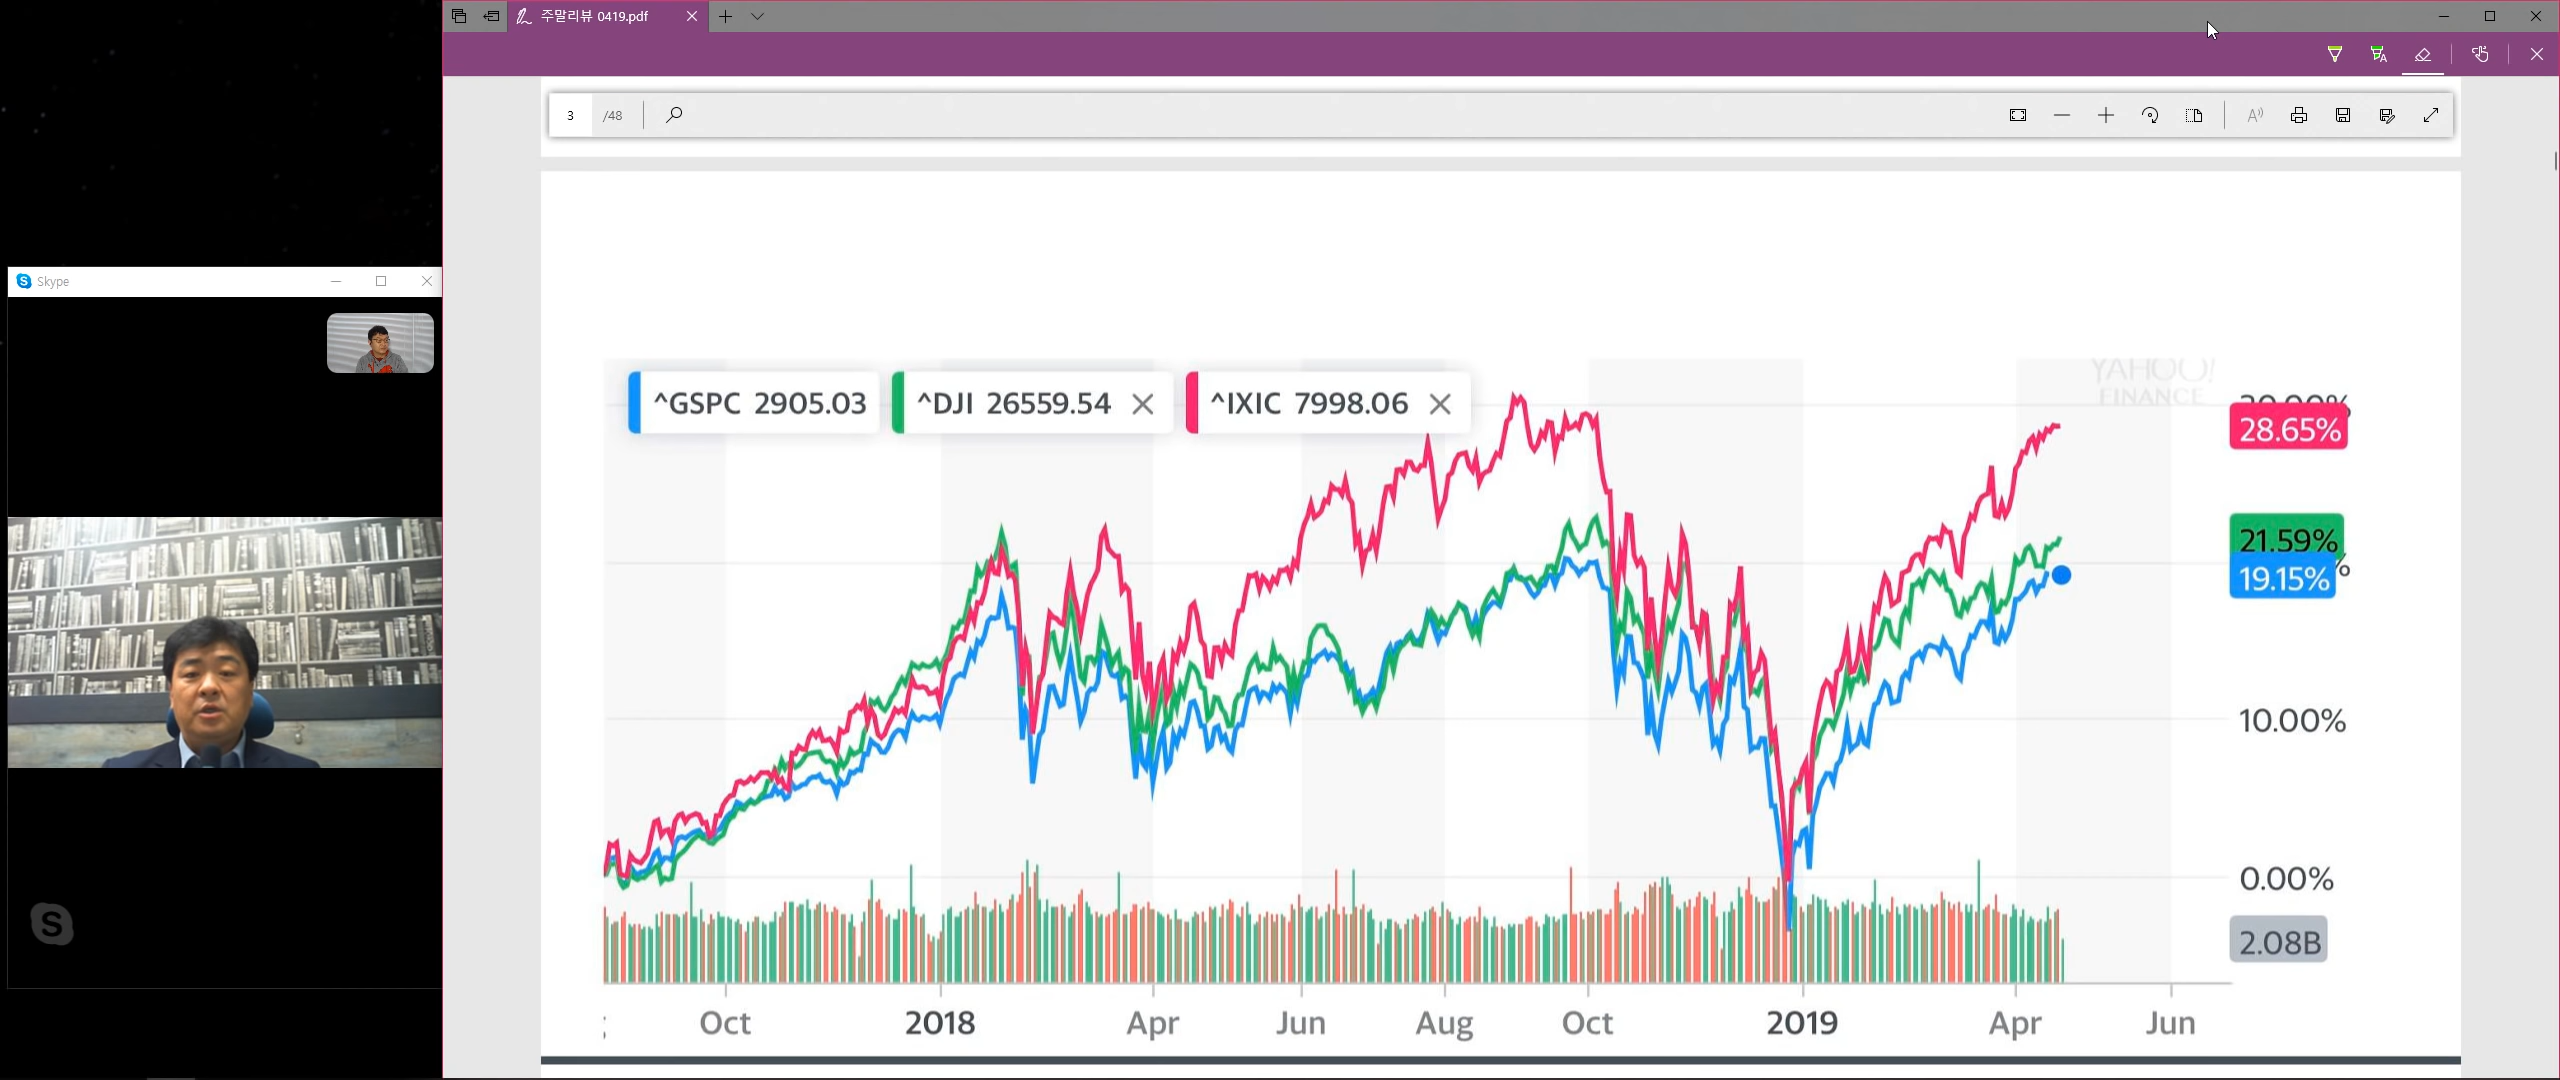 주말리뷰 0419.pdf
3 /48
Skype
YAHOO!
FINANCE
^GSPC 2905.03
^DJI 26559.54
^IXIC 7998.06
28.65%
21.59%
19.15%
10.00%
0.00%
2.08B
Oct 2018 Apr Jun Aug Oct 2019 Apr Jun